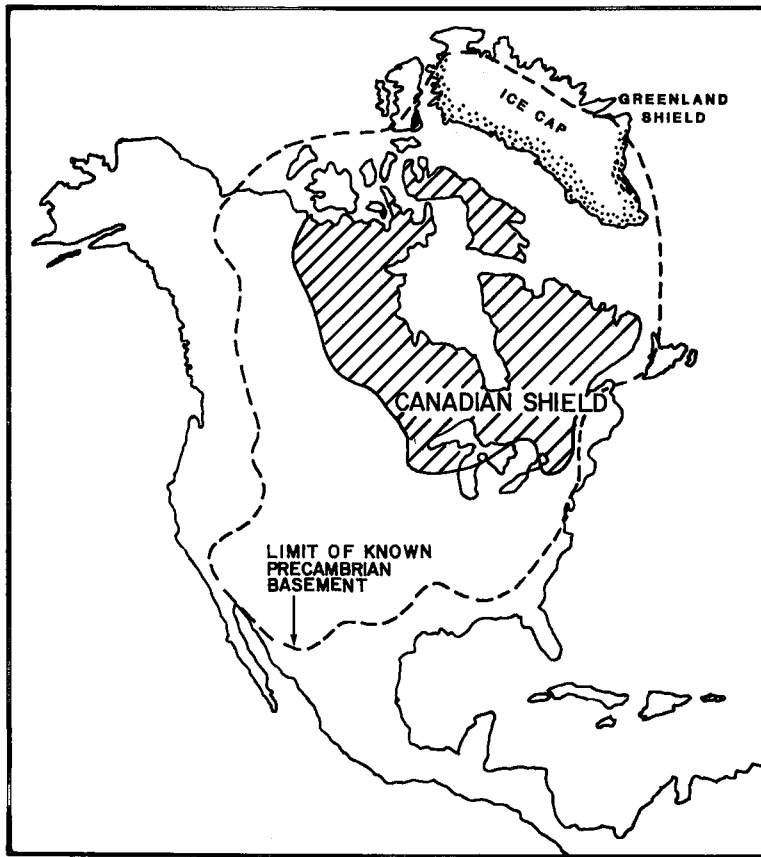 ICE CAP
GREENLAND
SHIELD
CANADIAN SHIELD
LIMIT OF KNOWN
PRECAMBRIAN
BASEMENT